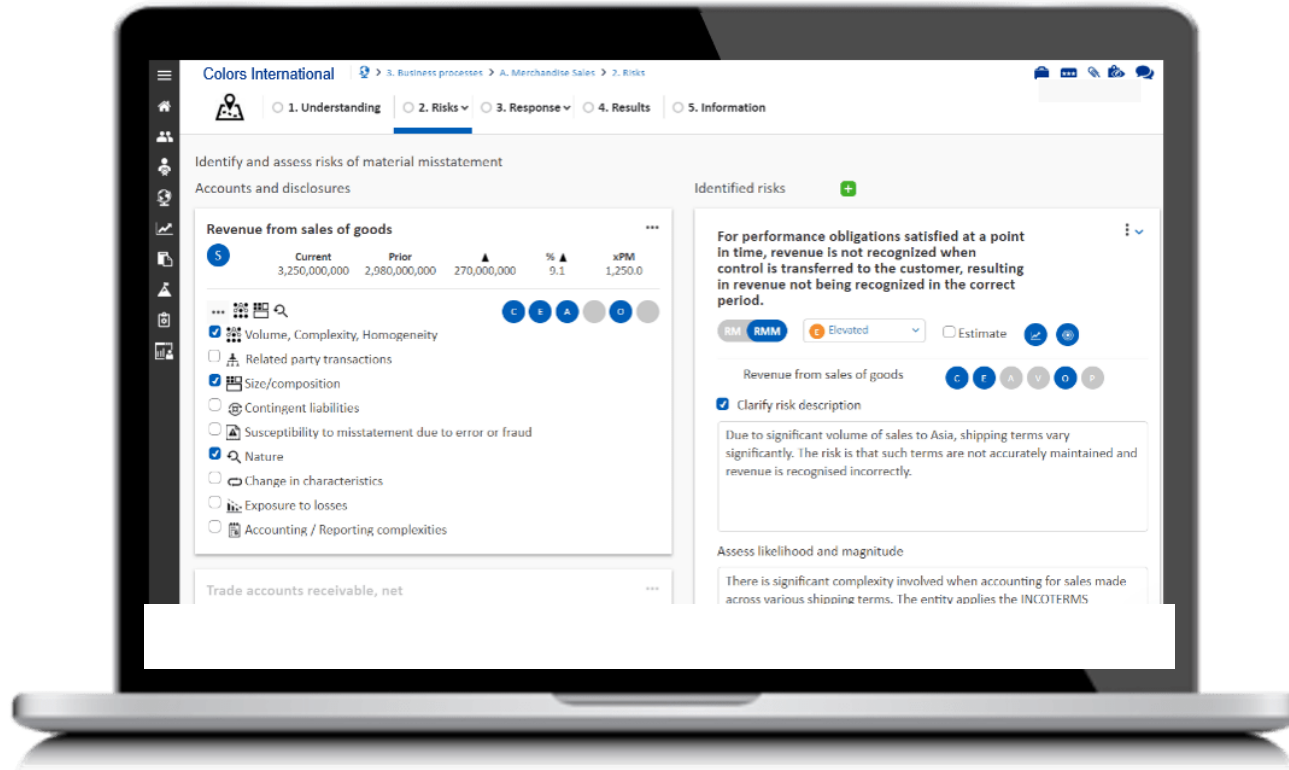 Colors International > 3. Business processes > A. Merchandise Sales > 2. Risks
1. Understanding 2. Risks 3. Response 4. Results 5. Information
Identify and assess risks of material misstatement
Accounts and disclosures
Revenue from sales of goods
S
Current Prior ▲ % ▲ xPM
3,250,000,000 2,980,000,000 270,000,000 9.1 1,250.0
C E A O
Volume, Complexity, Homogeneity
Related party transactions
Size/composition
Contingent liabilities
Susceptibility to misstatement due to error or fraud
Nature
Change in characteristics
Exposure to losses
Accounting / Reporting complexities
Trade accounts receivable, net
Identified risks
For performance obligations satisfied at a point
in time, revenue is not recognized when
control is transferred to the customer, resulting
in revenue not being recognized in the correct
period.
RM RMM E Elevated Estimate
Revenue from sales of goods C E A V O P
Clarify risk description
Due to significant volume of sales to Asia, shipping terms vary
significantly. The risk is that such terms are not accurately maintained and
revenue is recognised incorrectly.
Assess likelihood and magnitude
There is significant complexity involved when accounting for sales made
across various shipping terms. The entity applies the INCOTERMS